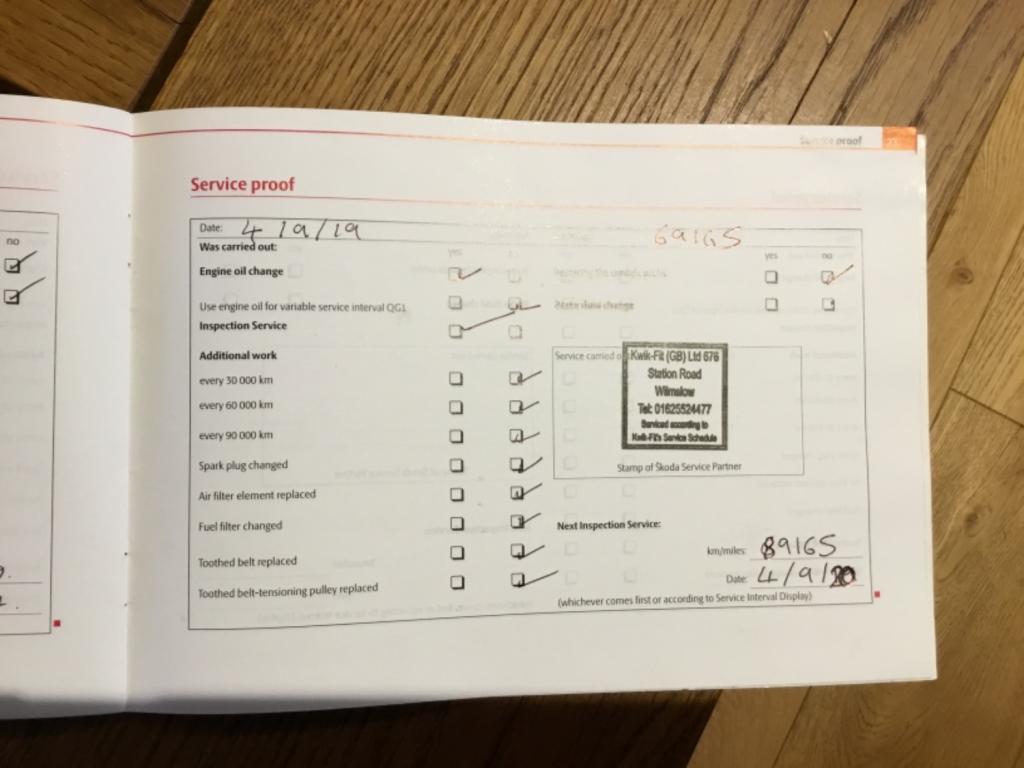 Service proof
Service proof
no
Date: 4/9/19
69165
Was carried out:
yes
yes no
Engine oil change
Use engine oil for variable service interval QG1
Inspection Service
Additional work
every 30 000 km
every 60 000 km
every 90 000 km
Spark plug changed
Air filter element replaced
Fuel filter changed
Toothed belt replaced
Toothed belt-tensioning pulley replaced
change
Service carried
Kwik-Fit (GB) Ltd 676
Station Road
Wilmslow
Tel: 01625524477
Serviced according to
Kwik-Fit's Service Schedule
Stamp of Škoda Service Partner
Next Inspection Service:
km/miles: 89165
Date: 4/9/20
(whichever comes first or according to Service Interval Display)